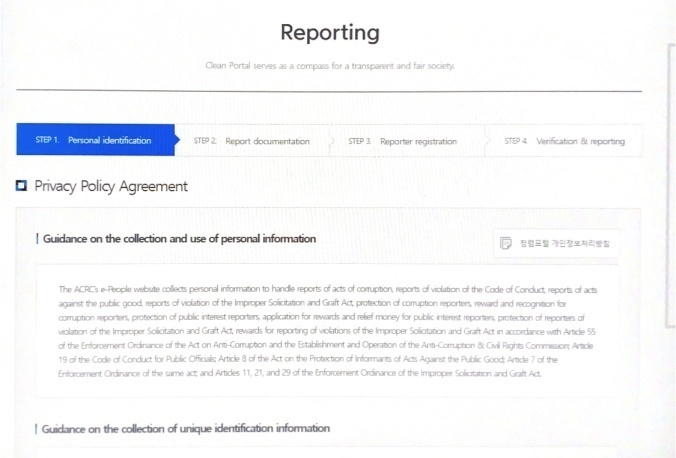 Reporting
Clean Portal serves as a compass for a transparent and fair society.
STEP 1. Personal identification
STEP 2. Report documentation
STEP 3. Reporter registration
STEP 4. Verification & reporting
Privacy Policy Agreement
Guidance on the collection and use of personal information
청렴포털 개인정보처리방침
The ACRC's e-People website collects personal information to handle reports of acts of corruption, reports of violation of the Code of Conduct, reports of acts
against the public good, reports of violation of the Improper Solicitation and Graft Act, protection of corruption reporters, reward and recognition for
corruption reporters, protection of public interest reporters, application for rewards and relief money for public interest reporters, protection of reporters of
violation of the Improper Solicitation and Graft Act, rewards for reporting of violations of the Improper Solicitation and Graft Act in accordance with Article 55
of the Enforcement Ordinance of the Act on Anti-Corruption and the Establishment and Operation of the Anti-Corruption & Civil Rights Commission; Article
19 of the Code of Conduct for Public Officials; Article 8 of the Act on the Protection of Informants of Acts Against the Public Good; Article 7 of the
Enforcement Ordinance of the same act; and Articles 11, 21, and 29 of the Enforcement Ordinance of the Improper Solicitation and Graft Act.
Guidance on the collection of unique identification information